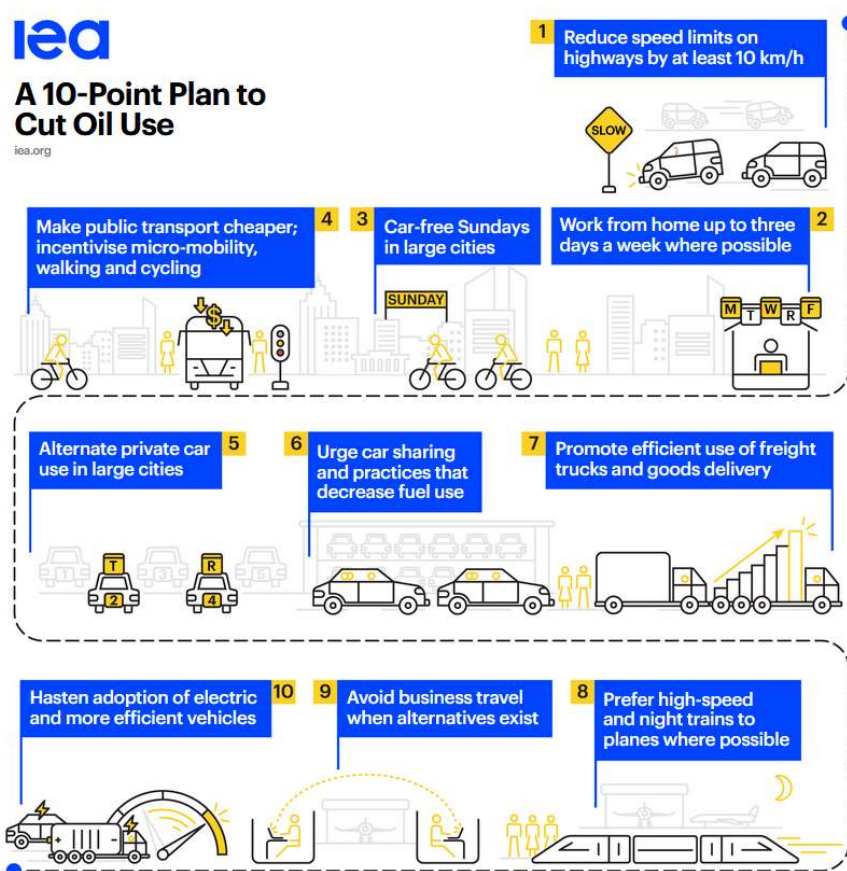 iea
A 10-Point Plan to
Cut Oil Use
iea.org
1
Reduce speed limits on
highways by at least 10 km/h
SLOW
2
Work from home up to three
days a week where possible
M T W R F
3
Car-free Sundays
in large cities
SUNDAY
4
Make public transport cheaper;
incentivise micro-mobility,
walking and cycling
$
5
Alternate private car
use in large cities
T R
1 2 3 4 5
6
Urge car sharing
and practices that
decrease fuel use
7
Promote efficient use of freight
trucks and goods delivery
8
Prefer high-speed
and night trains to
planes where possible
9
Avoid business travel
when alternatives exist
10
Hasten adoption of electric
and more efficient vehicles
+ -